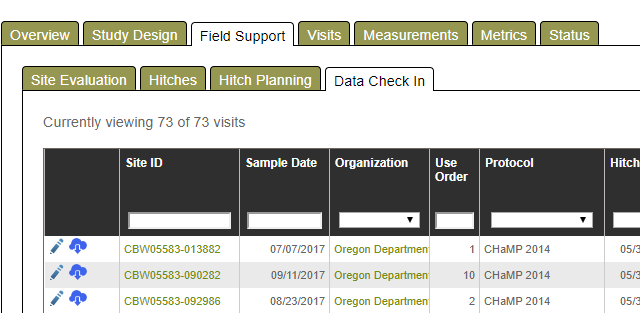 Overview Study Design Field Support Visits Measurements Metrics Status
Site Evaluation Hitches Hitch Planning Data Check In
Currently viewing 73 of 73 visits
Site ID Sample Date Organization Use Order Protocol Hitch
CBW05583-013882 07/07/2017 Oregon Department 1 CHaMP 2014 05/3
CBW05583-090282 09/11/2017 Oregon Department 10 CHaMP 2014 05/3
CBW05583-092986 08/23/2017 Oregon Department 2 CHaMP 2014 05/3